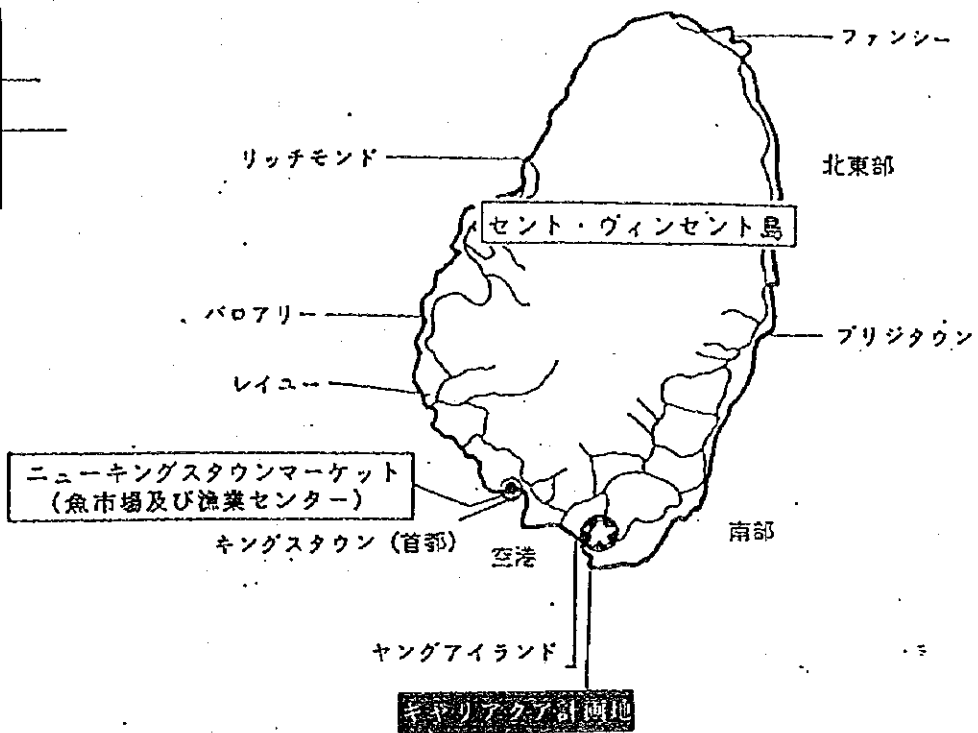 ファンシー
リッチモンド
北東部
セント・ヴィンセント島
バロアリー
ブリジタウン
レイユー
ニューキングスタウンマーケット
(魚市場及び漁業センター)
キングスタウン(首都)
空港
南部
ヤングアイランド
キャリアクア計画地